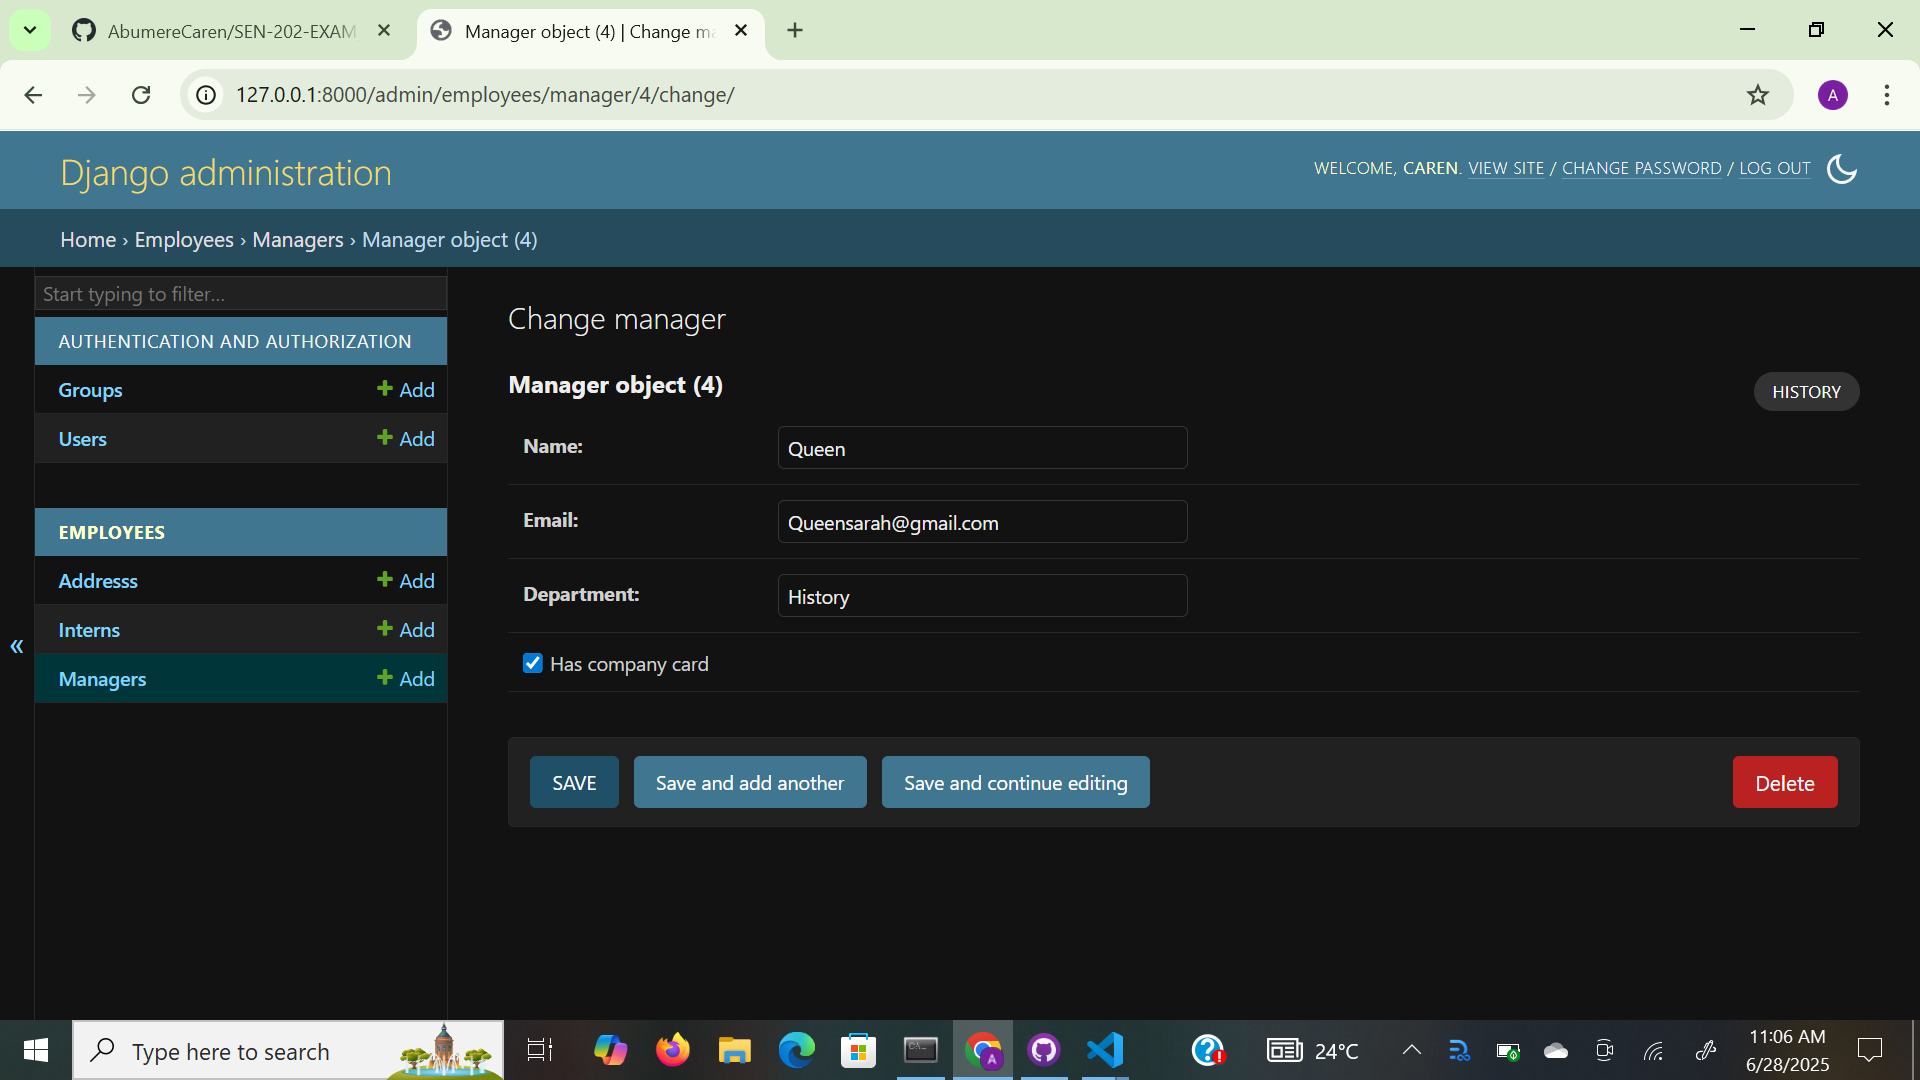 AbumereCaren/SEN-202-EXAM
Manager object (4) | Change ma
127.0.0.1:8000/admin/employees/manager/4/change/
A
Django administration
WELCOME, CAREN. VIEW SITE / CHANGE PASSWORD / LOG OUT
Home › Employees › Managers › Manager object (4)
Start typing to filter...
AUTHENTICATION AND AUTHORIZATION
Groups + Add
Users + Add
EMPLOYEES
Addresss + Add
Interns + Add
Managers + Add
«
Change manager
Manager object (4)
HISTORY
Name: Queen
Email: Queensarah@gmail.com
Department: History
Has company card
SAVE
Save and add another
Save and continue editing
Delete
Type here to search
A
24°C
11:06 AM
6/28/2025